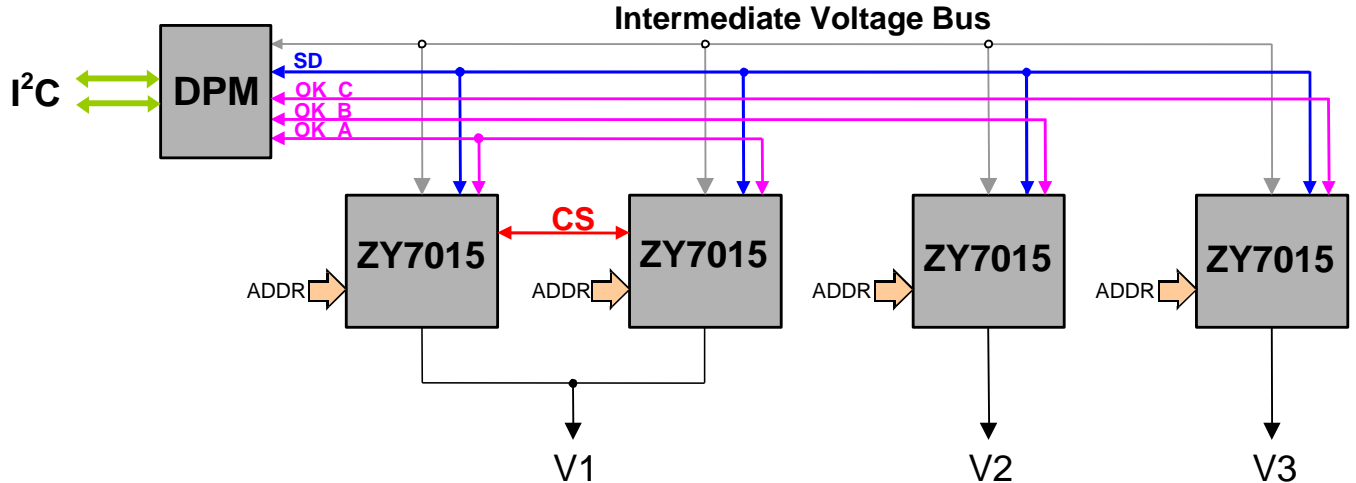 Intermediate Voltage Bus
I²C
DPM
SD
OK_C
OK_B
OK_A
CS
ZY7015
ZY7015
ZY7015
ZY7015
ADDR
ADDR
ADDR
ADDR
V1
V2
V3